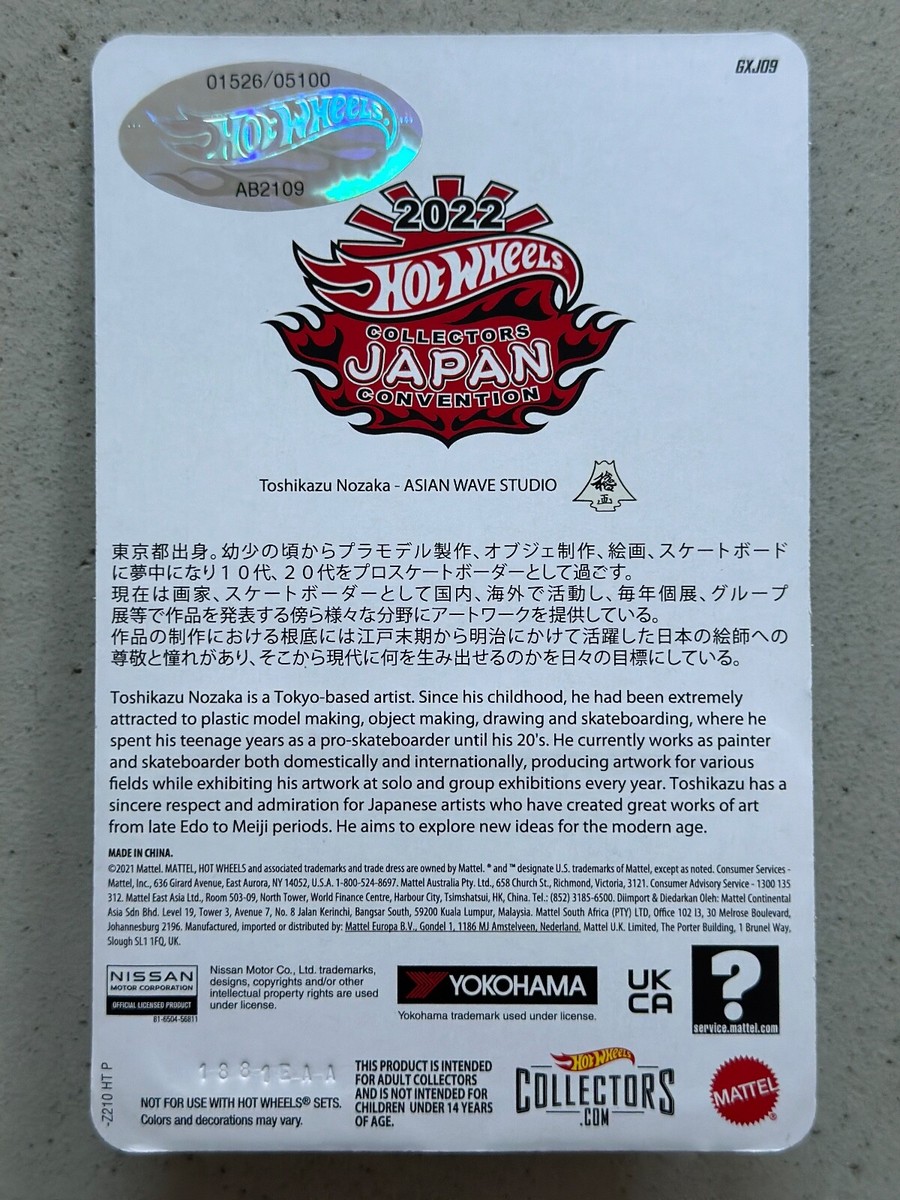 01526/05100
GXJ09
HOT WHEELS
AB2109
2022
HOT WHEELS
COLLECTORS
JAPAN
CONVENTION
Toshikazu Nozaka - ASIAN WAVE STUDIO
東京都出身。幼少の頃からプラモデル製作、オブジェ制作、絵画、スケートボード
に夢中になり１０代、２０代をプロスケートボーダーとして過ごす。
現在は画家、スケートボーダーとして国内、海外で活動し、毎年個展、グループ
展等で作品を発表する傍ら様々な分野にアートワークを提供している。
作品の制作における根底には江戸末期から明治にかけて活躍した日本の絵師への
尊敬と憧れがあり、そこから現代に何を生み出せるのかを日々の目標にしている。
Toshikazu Nozaka is a Tokyo-based artist. Since his childhood, he had been extremely
attracted to plastic model making, object making, drawing and skateboarding, where he
spent his teenage years as a pro-skateboarder until his 20's. He currently works as painter
and skateboarder both domestically and internationally, producing artwork for various
fields while exhibiting his artwork at solo and group exhibitions every year. Toshikazu has a
sincere respect and admiration for Japanese artists who have created great works of art
from late Edo to Meiji periods. He aims to explore new ideas for the modern age.
MADE IN CHINA.
©2021 Mattel. MATTEL, HOT WHEELS and associated trademarks and trade dress are owned by Mattel. ® and ™ designate U.S. trademarks of Mattel, except as noted. Consumer Services -
Mattel, Inc., 636 Girard Avenue, East Aurora, NY 14052, U.S.A. 1-800-524-8697. Mattel Australia Pty. Ltd., 658 Church St., Richmond, Victoria, 3121. Consumer Advisory Service - 1300 135
312. Mattel East Asia Ltd., Room 503-09, North Tower, World Finance Centre, Harbour City, Tsimshatsui, HK, China. Tel.: (852) 3185-6500. Diimport & Diedarkan Oleh: Mattel Continental
Asia Sdn Bhd. Level 19, Tower 3, Avenue 7, No. 8 Jalan Kerinchi, Bangsar South, 59200 Kuala Lumpur, Malaysia. Mattel South Africa (PTY) LTD, Office 102 I3, 30 Melrose Boulevard,
Johannesburg 2196. Manufactured, imported or distributed by: Mattel Europa B.V., Gondel 1, 1186 MJ Amstelveen, Nederland. Mattel U.K. Limited, The Porter Building, 1 Brunel Way,
Slough SL1 1FQ, UK.
NISSAN
MOTOR CORPORATION
OFFICIAL LICENSED PRODUCT
81-6504-56811
Nissan Motor Co., Ltd. trademarks,
designs, copyrights and/or other
intellectual property rights are used
under license.
YOKOHAMA
Yokohama trademark used under license.
UK
CA
?
service.mattel.com
-Z210 HT P
1331EAA
NOT FOR USE WITH HOT WHEELS® SETS.
Colors and decorations may vary.
THIS PRODUCT IS INTENDED
FOR ADULT COLLECTORS
AND IS NOT INTENDED FOR
CHILDREN UNDER 14 YEARS
OF AGE.
HOT WHEELS
COLLECTORS
.COM
MATTEL®